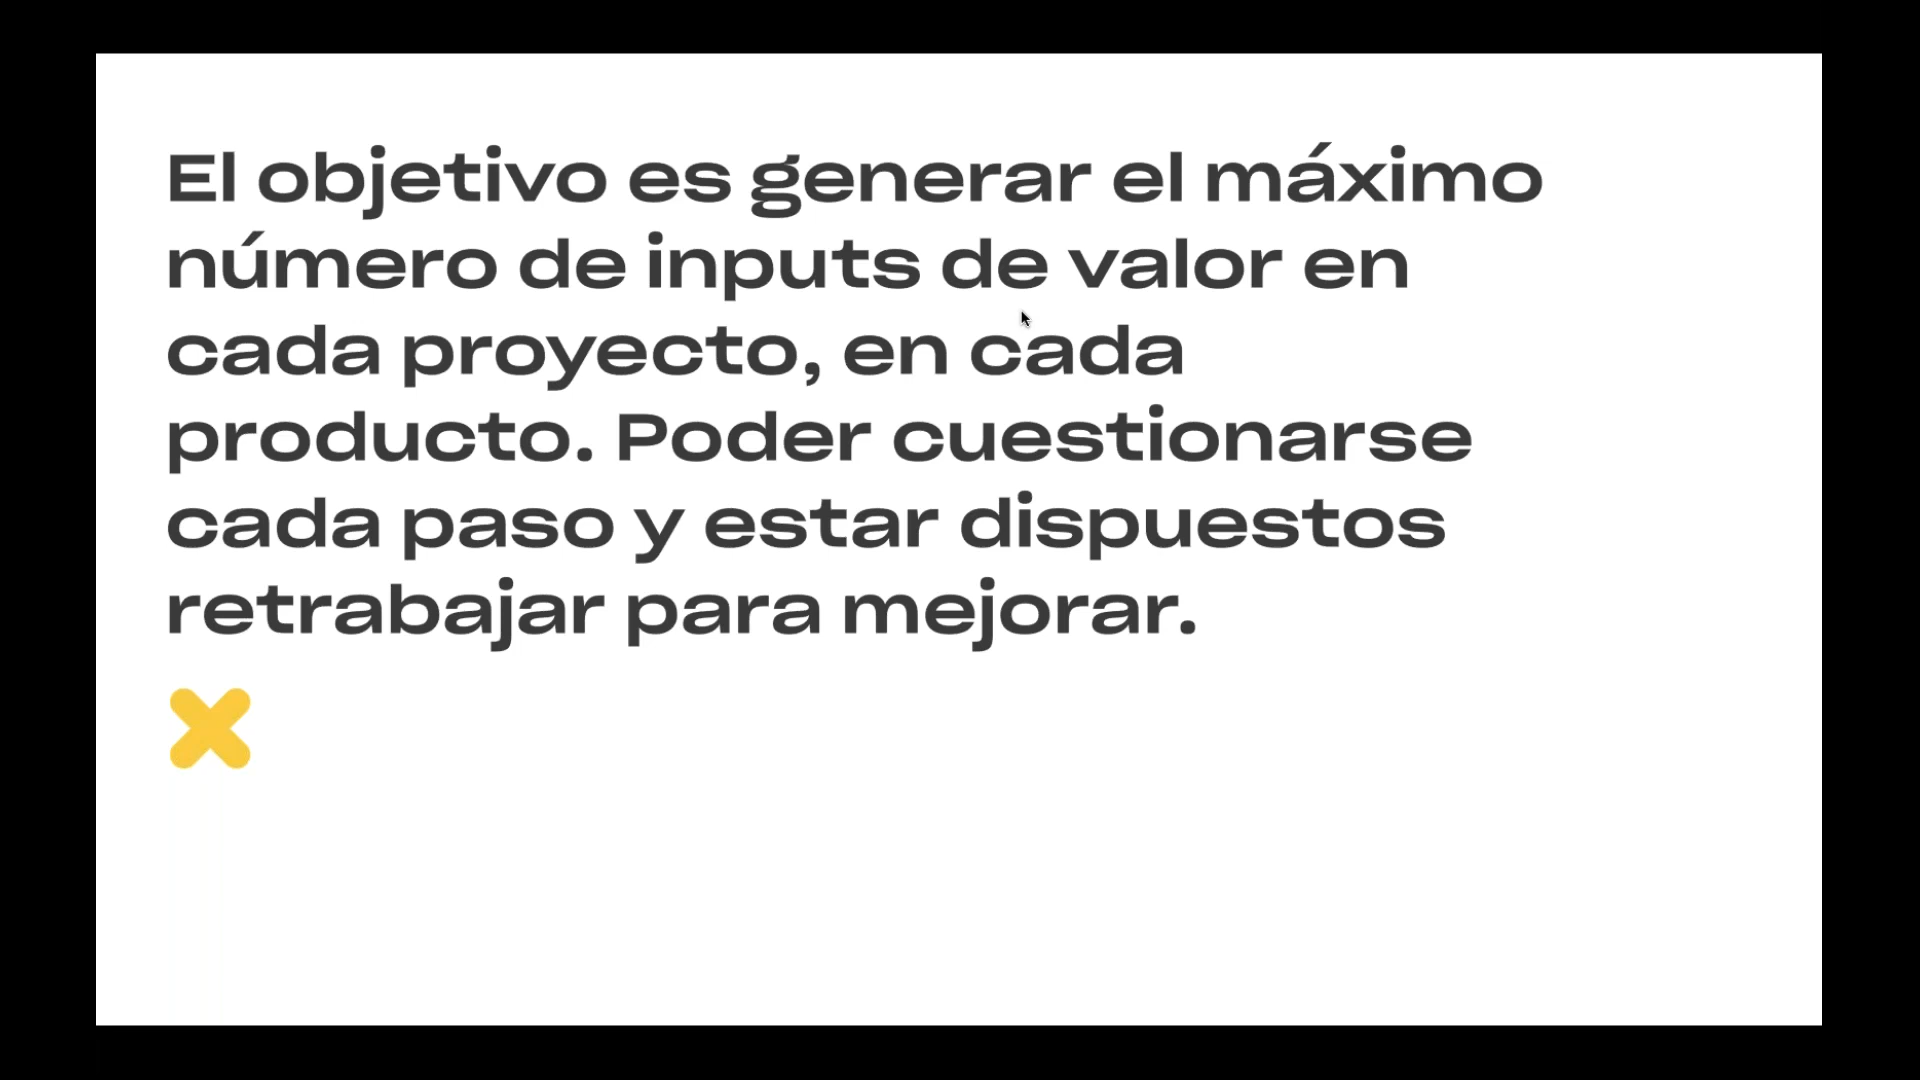 El objetivo es generar el máximo
número de inputs de valor en
cada proyecto, en cada
producto. Poder cuestionarse
cada paso y estar dispuestos
retrabajar para mejorar.